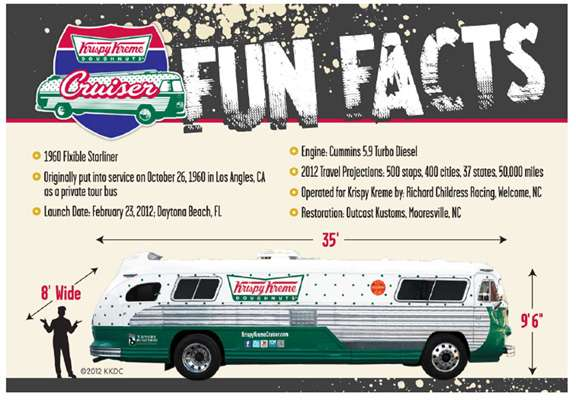 Krispy Kreme
DOUGHNUTS
Cruiser
FUN FACTS
1960 Flxible Starliner
Originally put into service on October 26, 1960 in Los Angles, CA
as a private tour bus
Launch Date: February 23, 2012; Daytona Beach, FL
Engine: Cummins 5.9 Turbo Diesel
2012 Travel Projections: 500 stops, 400 cities, 37 states, 50,000 miles
Operated for Krispy Kreme by: Richard Childress Racing, Welcome, NC
Restoration: Outcast Kustoms, Mooresville, NC
35'
8' Wide
9'6"
Krispy Kreme
DOUGHNUTS
KrispyKremeCruiser.com
©2012 KKDC